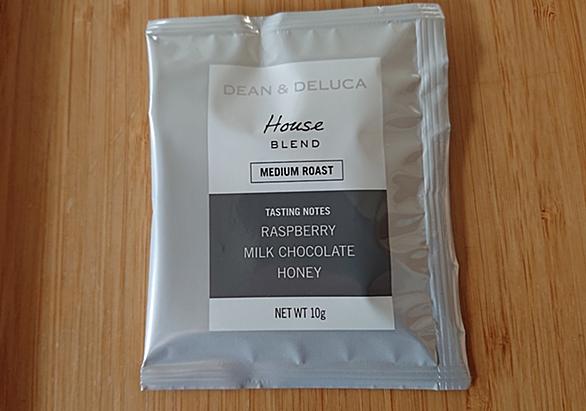 DEAN & DELUCA
House
BLEND
MEDIUM ROAST
TASTING NOTES
RASPBERRY
MILK CHOCOLATE
HONEY
NET WT 10g